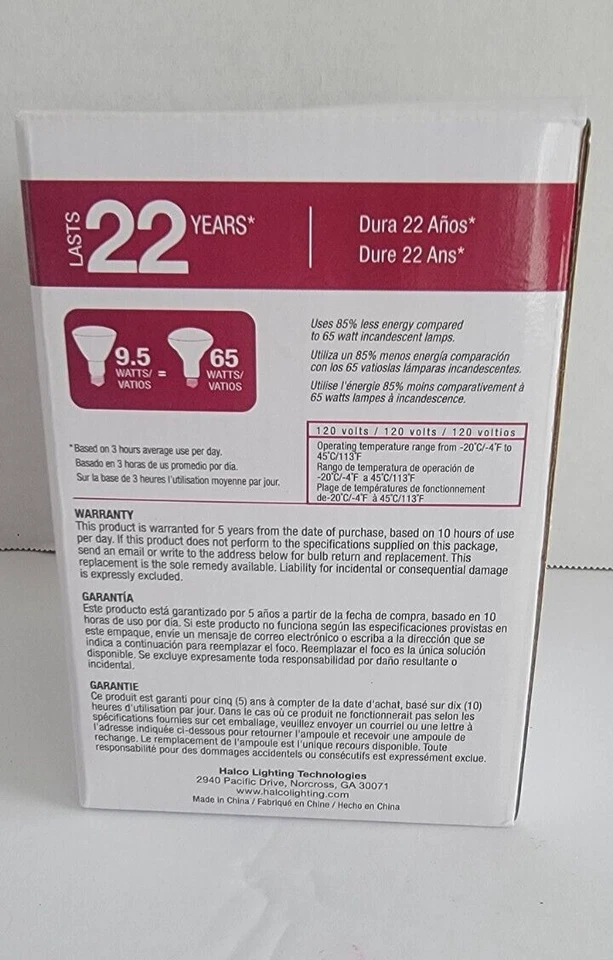 LASTS 22 YEARS*
Dura 22 Años*
Dure 22 Ans*
9.5 WATTS/ VATIOS = 65 WATTS/ VATIOS
Uses 85% less energy compared
to 65 watt incandescent lamps.
Utiliza un 85% menos energía comparación
con los 65 vatioslas lámparas incandescentes.
Utilise l'énergie 85% moins comparativement à
65 watts lampes à incandescence.
*Based on 3 hours average use per day.
Basado en 3 horas de us promedio por día.
Sur la base de 3 heures l'utilisation moyenne par jour.
120 volts / 120 volts / 120 voltios
Operating temperature range from -20°C/-4°F to
45°C/113°F
Rango de temperatura de operación de
-20°C/-4°F a 45°C/113°F
Plage de températures de fonctionnement
de-20°C/-4°F à 45°C/113°F
WARRANTY
This product is warranted for 5 years from the date of purchase, based on 10 hours of use
per day. If this product does not perform to the specifications supplied on this package,
send an email or write to the address below for bulb return and replacement. This
replacement is the sole remedy available. Liability for incidental or consequential damage
is expressly excluded.
GARANTÍA
Este producto está garantizado por 5 años a partir de la fecha de compra, basado en 10
horas de uso por día. Si este producto no funciona según las especificaciones provistas en
este empaque, envíe un mensaje de correo electrónico o escriba a la dirección que se
indica a continuación para reemplazar el foco. Reemplazar el foco es la única solución
disponible. Se excluye expresamente toda responsabilidad por daño resultante o
incidental.
GARANTIE
Ce produit est garanti pour cinq (5) ans à compter de la date d'achat, basé sur dix (10)
heures d'utilisation par jour. Dans le cas où ce produit ne fonctionnerait pas selon les
spécifications fournies sur cet emballage, veuillez envoyer un courriel ou une lettre à
l'adresse indiquée ci-dessous pour retourner l'ampoule et recevoir une ampoule de
rechange. Le remplacement de l'ampoule est l'unique recours disponible. Toute
responsabilité pour des dommages accidentels ou consécutifs est expressément exclue.
Halco Lighting Technologies
2940 Pacific Drive, Norcross, GA 30071
www.halcolighting.com
Made in China / Fabriqué en Chine / Hecho en China